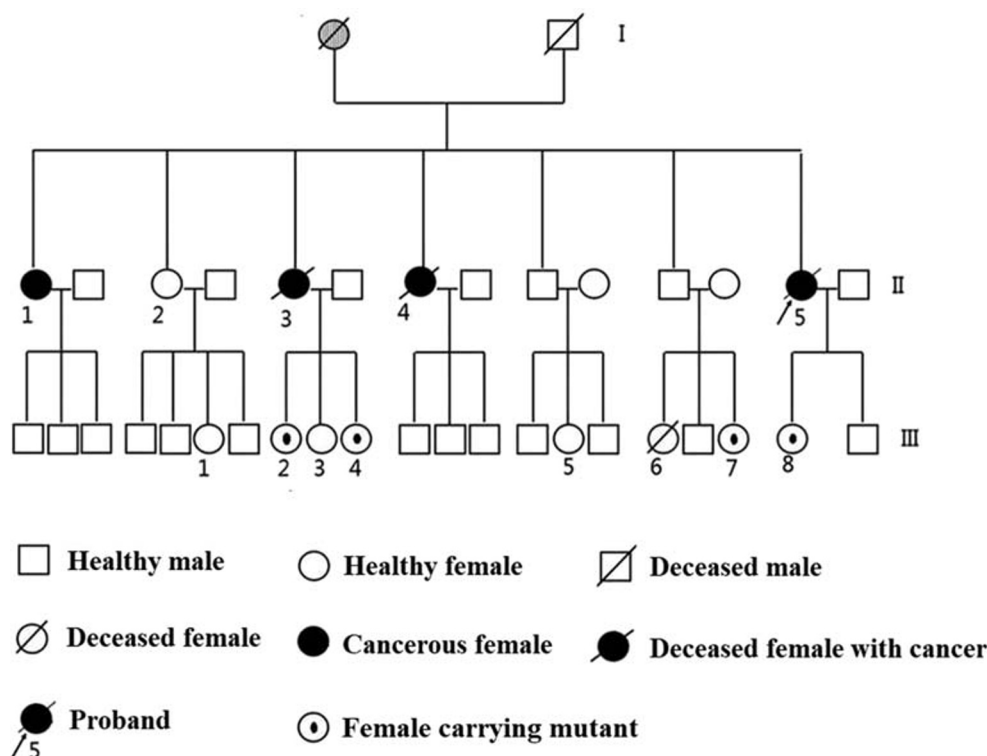 I
1 2 3 4 5 II
III
1 2 3 4 5 6 7 8
Healthy male Healthy female Deceased male
Deceased female Cancerous female Deceased female with cancer
Proband Female carrying mutant
5